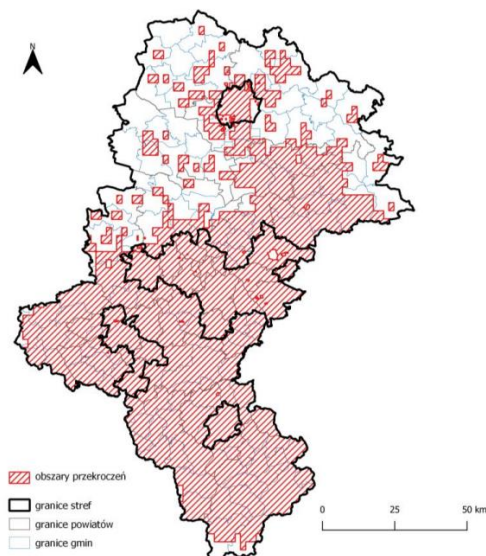 N
obszary przekroczeń
granice stref
granice powiatów
granice gmin
0 25 50 km